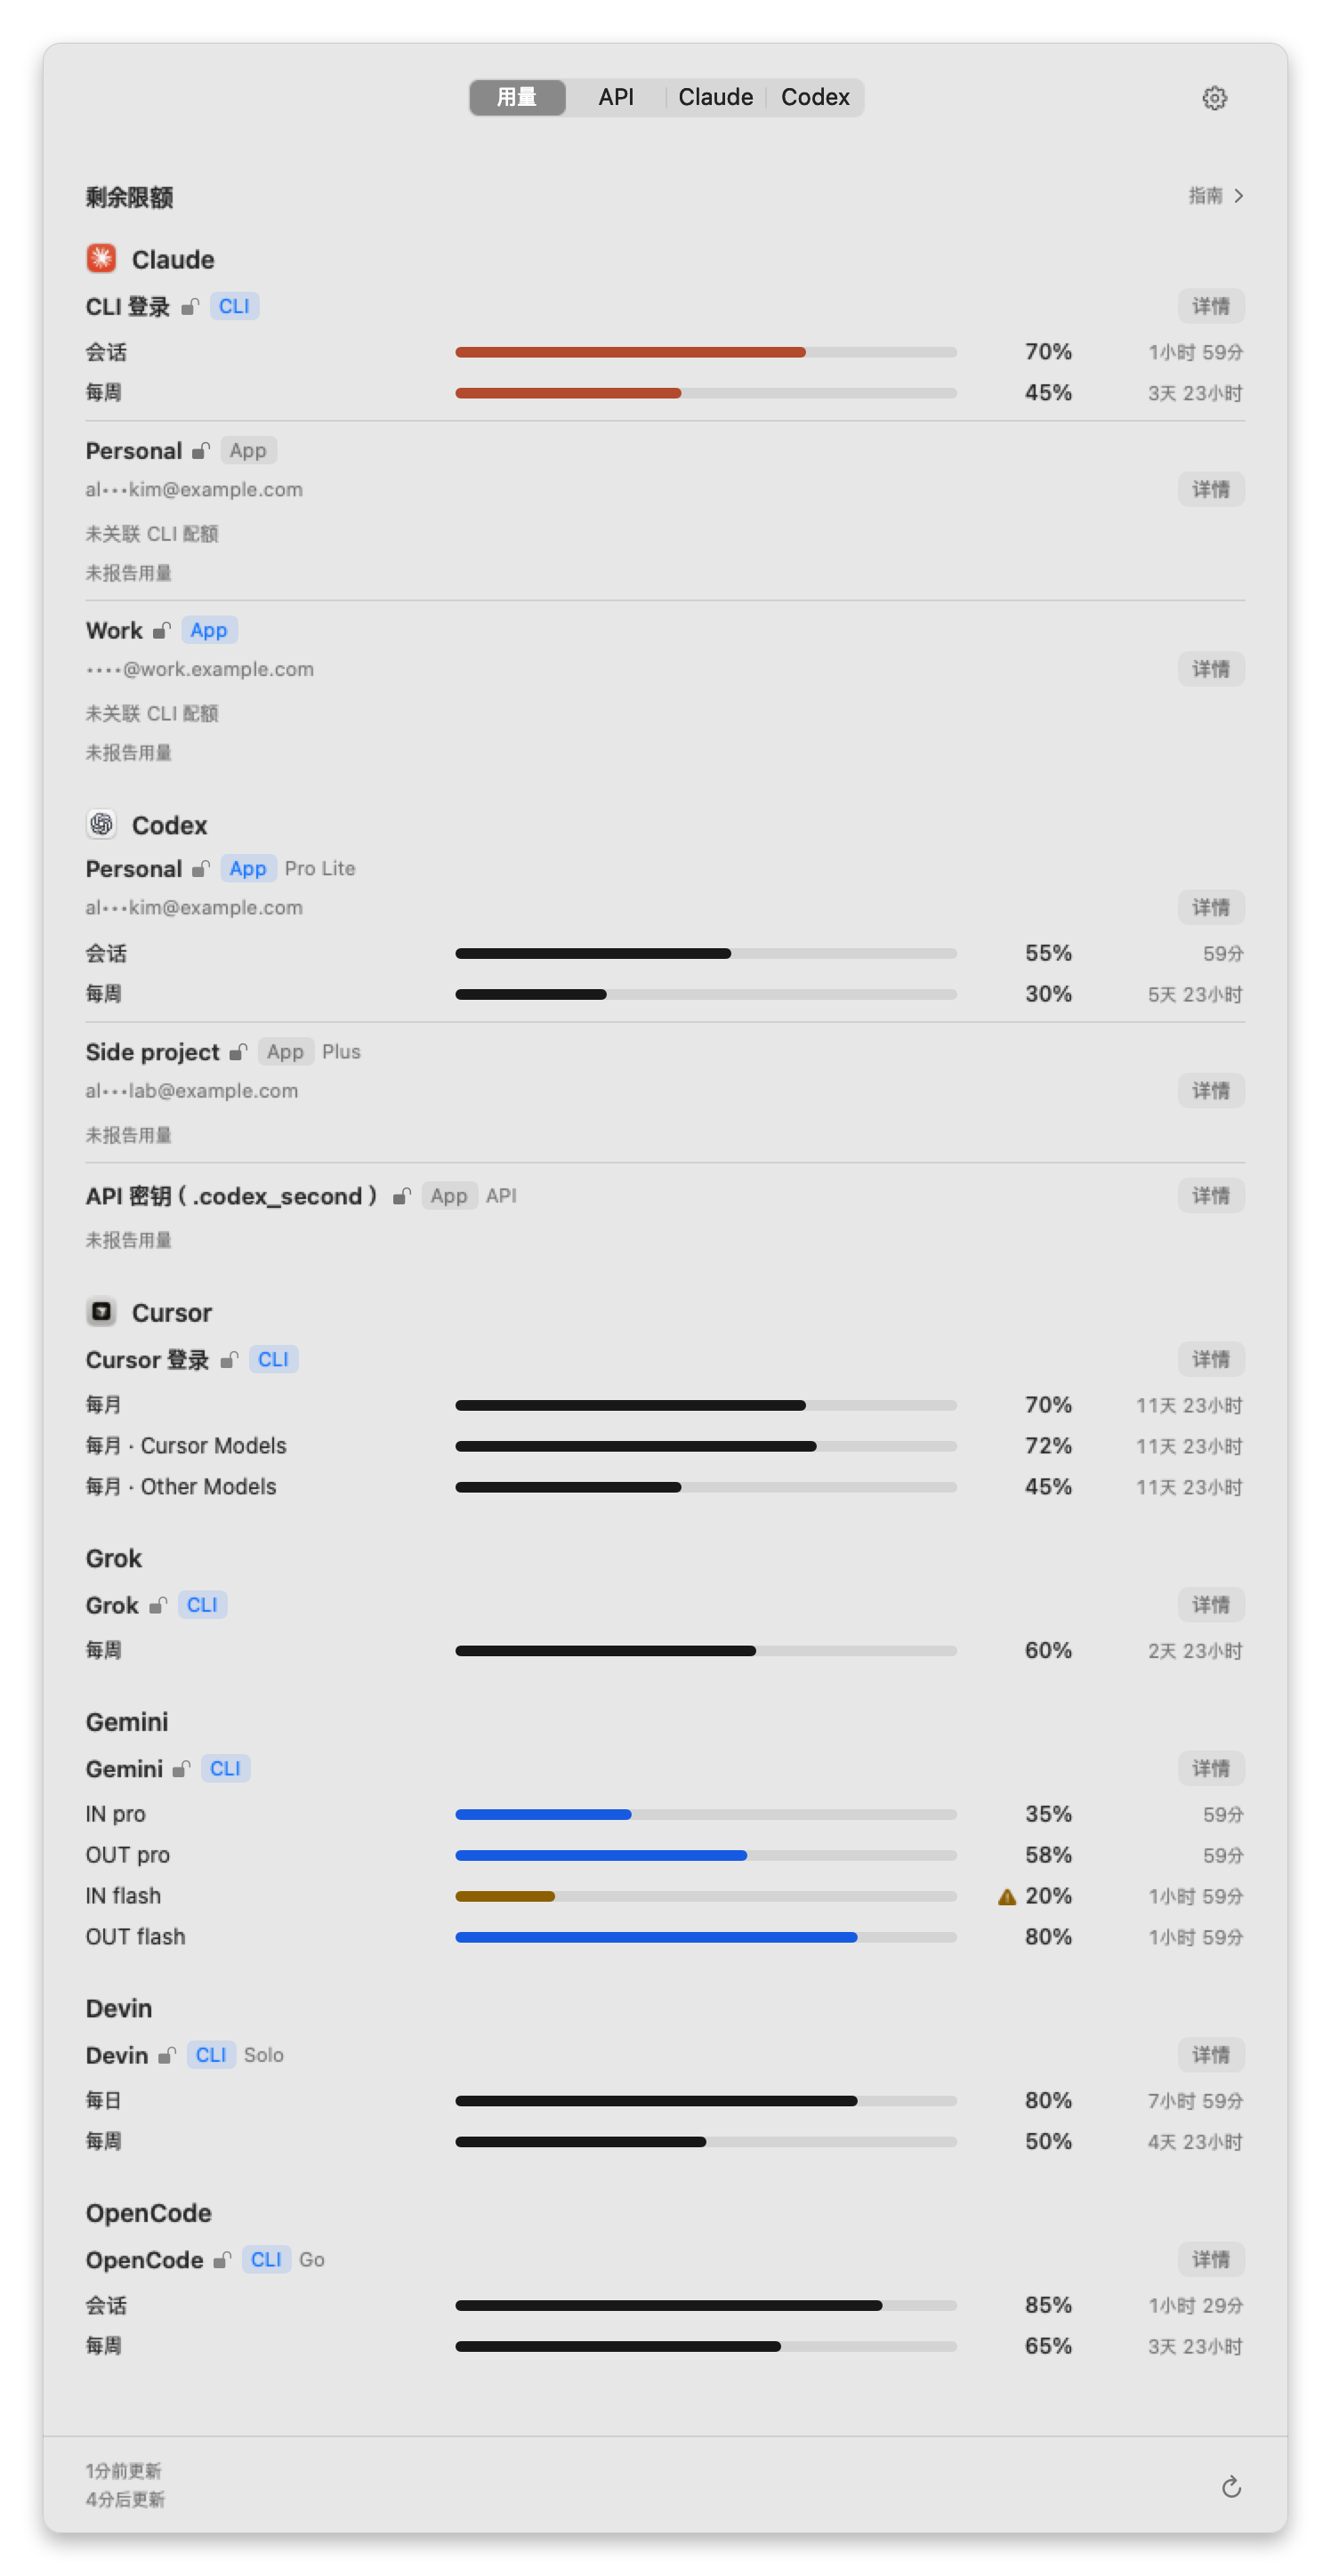 用量 API Claude Codex
剩余限额 指南
Claude
CLI 登录 CLI 详情
会话 70% 1小时 59分
每周 45% 3天 23小时
Personal App
al•••kim@example.com 详情
未关联 CLI 配额
未报告用量
Work App
••••@work.example.com 详情
未关联 CLI 配额
未报告用量
Codex
Personal App Pro Lite
al•••kim@example.com 详情
会话 55% 59分
每周 30% 5天 23小时
Side project App Plus
al•••lab@example.com 详情
未报告用量
API 密钥 ( .codex_second ) App API 详情
未报告用量
Cursor
Cursor 登录 CLI 详情
每月 70% 11天 23小时
每月 · Cursor Models 72% 11天 23小时
每月 · Other Models 45% 11天 23小时
Grok
Grok CLI 详情
每周 60% 2天 23小时
Gemini
Gemini CLI 详情
IN pro 35% 59分
OUT pro 58% 59分
IN flash 20% 1小时 59分
OUT flash 80% 1小时 59分
Devin
Devin CLI Solo 详情
每日 80% 7小时 59分
每周 50% 4天 23小时
OpenCode
OpenCode CLI Go 详情
会话 85% 1小时 29分
每周 65% 3天 23小时
1分前更新
4分后更新